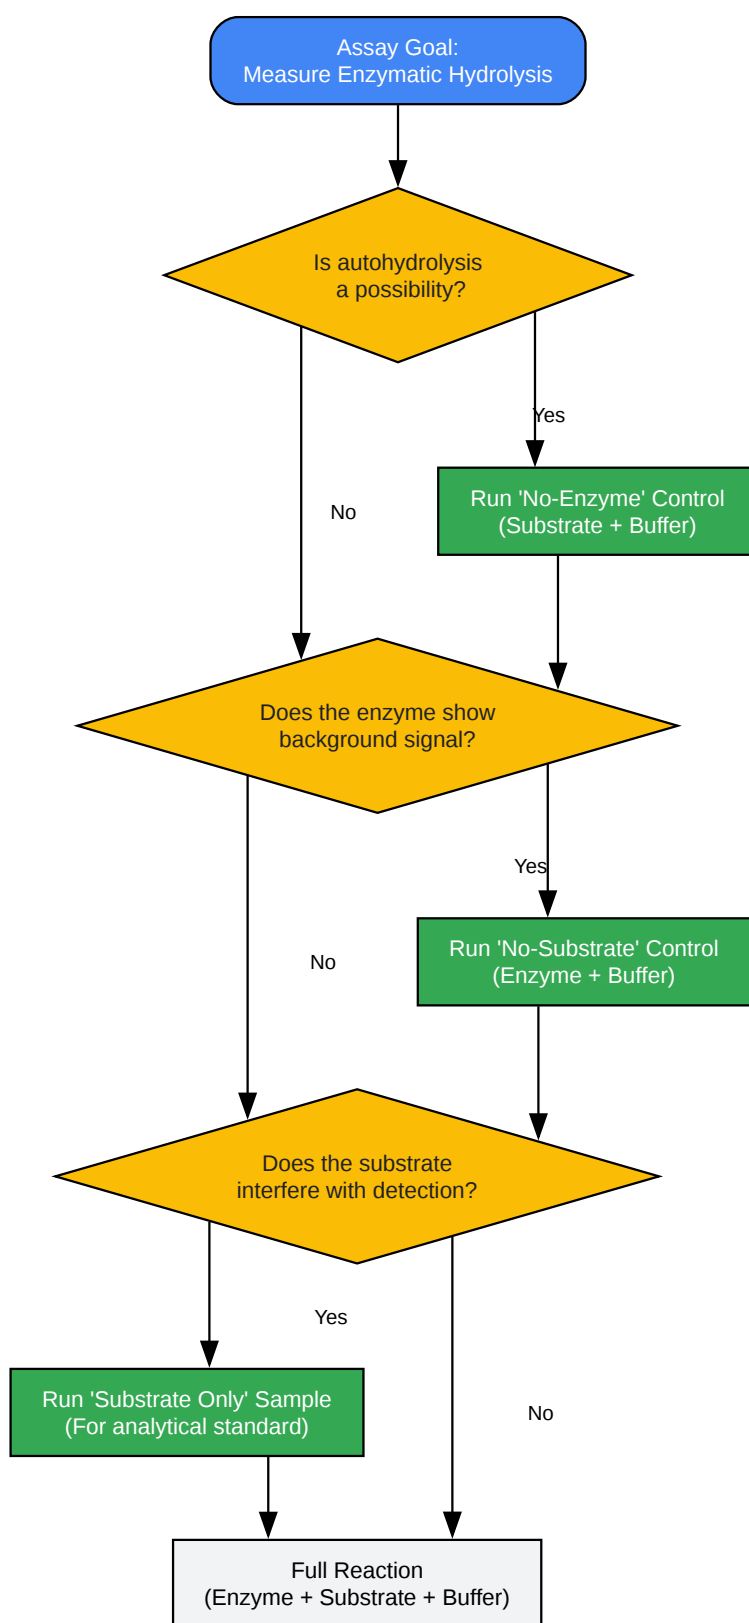 Assay Goal:
Measure Enzymatic Hydrolysis
Is autohydrolysis
a possibility?
Yes
Run 'No-Enzyme' Control
(Substrate + Buffer)
No
Does the enzyme show
background signal?
Yes
Run 'No-Substrate' Control
(Enzyme + Buffer)
No
Does the substrate
interfere with detection?
Yes
Run 'Substrate Only' Sample
(For analytical standard)
No
Full Reaction
(Enzyme + Substrate + Buffer)